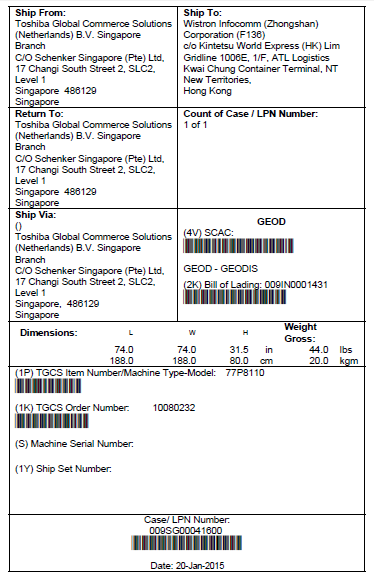 Ship From:
Toshiba Global Commerce Solutions
(Netherlands) B.V. Singapore
Branch
C/O Schenker Singapore (Pte) Ltd,
17 Changi South Street 2, SLC2,
Level 1
Singapore 486129
Singapore
Ship To:
Wistron Infocomm (Zhongshan)
Corporation (F136)
c/o Kintetsu World Express (HK) Lim
Gridline 1006E, 1/F, ATL Logistics
Kwai Chung Container Terminal, NT
New Territories,
Hong Kong
Return To:
Toshiba Global Commerce Solutions
(Netherlands) B.V. Singapore
Branch
C/O Schenker Singapore (Pte) Ltd,
17 Changi South Street 2, SLC2,
Level 1
Singapore 486129
Singapore
Count of Case / LPN Number:
1 of 1
Ship Via:
()
Toshiba Global Commerce Solutions
(Netherlands) B.V. Singapore
Branch
C/O Schenker Singapore (Pte) Ltd,
17 Changi South Street 2, SLC2,
Level 1
Singapore, 486129
Singapore
GEOD
(4V) SCAC:
GEOD - GEODIS
(2K) Bill of Lading: 009IN0001431
Dimensions: L W H Weight Gross:
74.0 74.0 31.5 in 44.0 lbs
188.0 188.0 80.0 cm 20.0 kgm
(1P) TGCS Item Number/Machine Type-Model: 77P8110
(1K) TGCS Order Number: 10080232
(S) Machine Serial Number:
(1Y) Ship Set Number:
Case/ LPN Number:
009SG00041600
Date: 20-Jan-2015